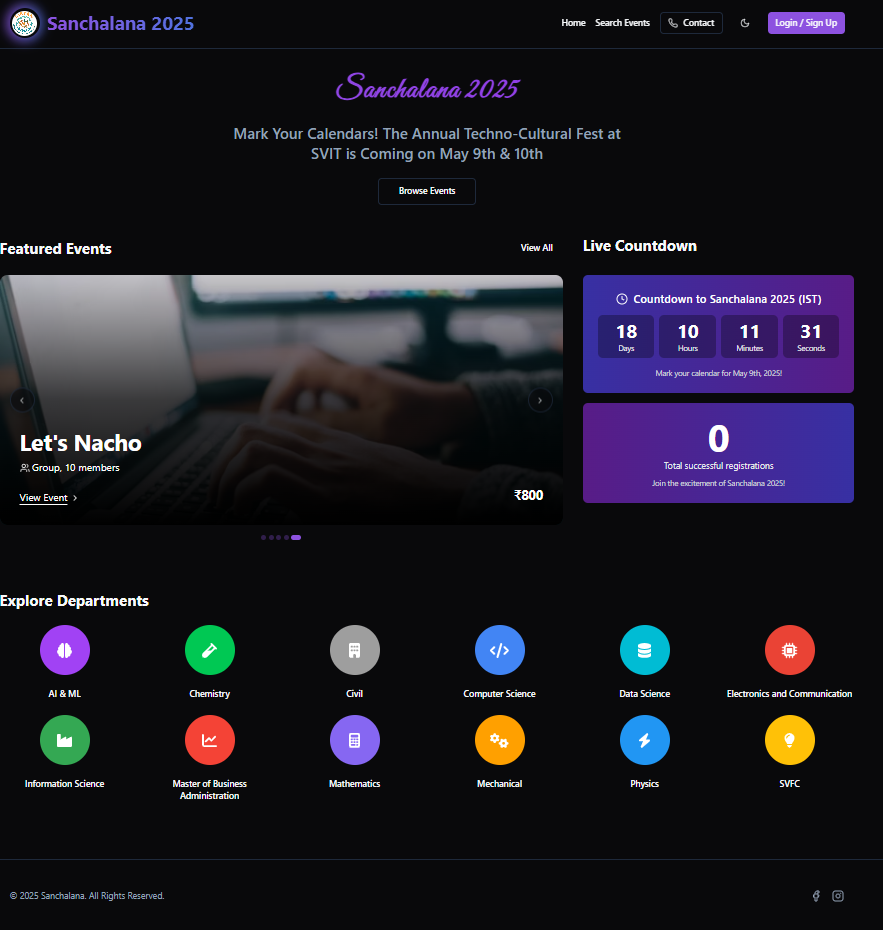 Sanchalana 2025
Home
Search Events
Contact
Login / Sign Up
Sanchalana 2025
Mark Your Calendars! The Annual Techno-Cultural Fest at
SVIT is Coming on May 9th & 10th
Browse Events
Featured Events
View All
Let's Nacho
Group, 10 members
View Event
₹800
Live Countdown
Countdown to Sanchalana 2025 (IST)
18 10 11 31
Days Hours Minutes Seconds
Mark your calendar for May 9th, 2025!
0
Total successful registrations
Join the excitement of Sanchalana 2025!
Explore Departments
AI & ML
Chemistry
Civil
Computer Science
Data Science
Electronics and Communication
Information Science
Master of Business
Administration
Mathematics
Mechanical
Physics
SVFC
© 2025 Sanchalana. All Rights Reserved.